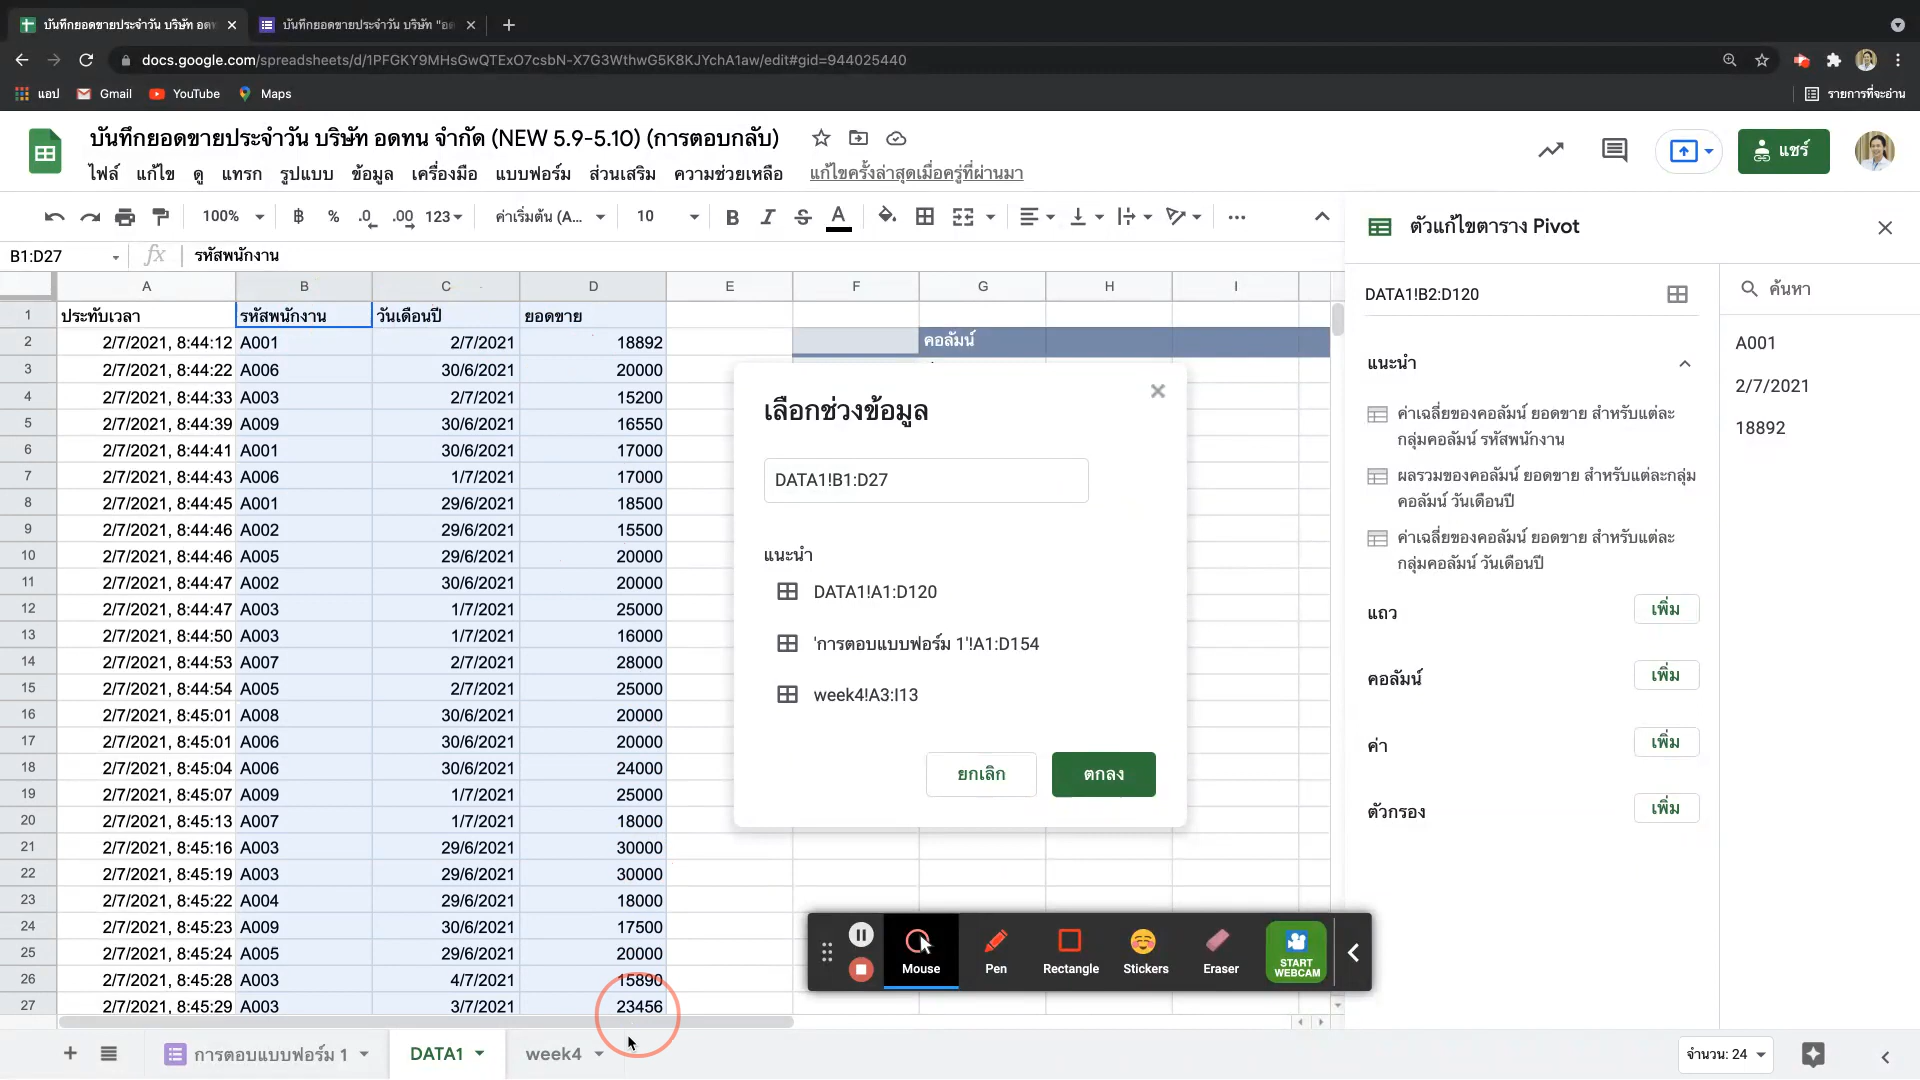 บันทึกยอดขายประจำวัน บริษัท อดท
บันทึกยอดขายประจำวัน บริษัท "อด
docs.google.com/spreadsheets/d/1PFGKY9MHsGwQTExO7csbN-X7G3WthwG5K8KJYchA1aw/edit#gid=944025440
แอป Gmail YouTube Maps รายการที่จะอ่าน
บันทึกยอดขายประจำวัน บริษัท อดทน จำกัด (NEW 5.9-5.10) (การตอบกลับ)
แชร์
ไฟล์ แก้ไข ดู แทรก รูปแบบ ข้อมูล เครื่องมือ แบบฟอร์ม ส่วนเสริม ความช่วยเหลือ แก้ไขครั้งล่าสุดเมื่อครู่ที่ผ่านมา
100% ฿ % .0 .00 123 ค่าเริ่มต้น (A... 10 B I S A
B1:D27 fx รหัสพนักงาน
A B C D E F G H I
1 ประทับเวลา รหัสพนักงาน วันเดือนปี ยอดขาย
2 2/7/2021, 8:44:12 A001 2/7/2021 18892 คอลัมน์
3 2/7/2021, 8:44:22 A006 30/6/2021 20000
4 2/7/2021, 8:44:33 A003 2/7/2021 15200
5 2/7/2021, 8:44:39 A009 30/6/2021 16550
6 2/7/2021, 8:44:41 A001 30/6/2021 17000
7 2/7/2021, 8:44:43 A006 1/7/2021 17000
8 2/7/2021, 8:44:45 A001 29/6/2021 18500
9 2/7/2021, 8:44:46 A002 29/6/2021 15500
10 2/7/2021, 8:44:46 A005 29/6/2021 20000
11 2/7/2021, 8:44:47 A002 30/6/2021 20000
12 2/7/2021, 8:44:47 A003 1/7/2021 25000
13 2/7/2021, 8:44:50 A003 1/7/2021 16000
14 2/7/2021, 8:44:53 A007 2/7/2021 28000
15 2/7/2021, 8:44:54 A005 2/7/2021 25000
16 2/7/2021, 8:45:01 A008 30/6/2021 20000
17 2/7/2021, 8:45:01 A006 30/6/2021 20000
18 2/7/2021, 8:45:04 A006 30/6/2021 24000
19 2/7/2021, 8:45:07 A009 1/7/2021 25000
20 2/7/2021, 8:45:13 A007 1/7/2021 18000
21 2/7/2021, 8:45:16 A003 29/6/2021 30000
22 2/7/2021, 8:45:19 A003 29/6/2021 30000
23 2/7/2021, 8:45:22 A004 29/6/2021 18000
24 2/7/2021, 8:45:23 A009 30/6/2021 17500
25 2/7/2021, 8:45:24 A005 29/6/2021 20000
26 2/7/2021, 8:45:28 A003 4/7/2021 15890
27 2/7/2021, 8:45:29 A003 3/7/2021 23456
เลือกช่วงข้อมูล
DATA1!B1:D27
แนะนำ
DATA1!A1:D120
'การตอบแบบฟอร์ม 1'!A1:D154
week4!A3:I13
ยกเลิก ตกลง
ตัวแก้ไขตาราง Pivot
DATA1!B2:D120
แนะนำ
ค่าเฉลี่ยของคอลัมน์ ยอดขาย สำหรับแต่ละ
กลุ่มคอลัมน์ รหัสพนักงาน
ผลรวมของคอลัมน์ ยอดขาย สำหรับแต่ละกลุ่ม
คอลัมน์ วันเดือนปี
ค่าเฉลี่ยของคอลัมน์ ยอดขาย สำหรับแต่ละ
กลุ่มคอลัมน์ วันเดือนปี
แถว เพิ่ม
คอลัมน์ เพิ่ม
ค่า เพิ่ม
ตัวกรอง เพิ่ม
ค้นหา
A001
2/7/2021
18892
Mouse Pen Rectangle Stickers Eraser START
WEBCAM
การตอบแบบฟอร์ม 1 DATA1 week4 จำนวน: 24